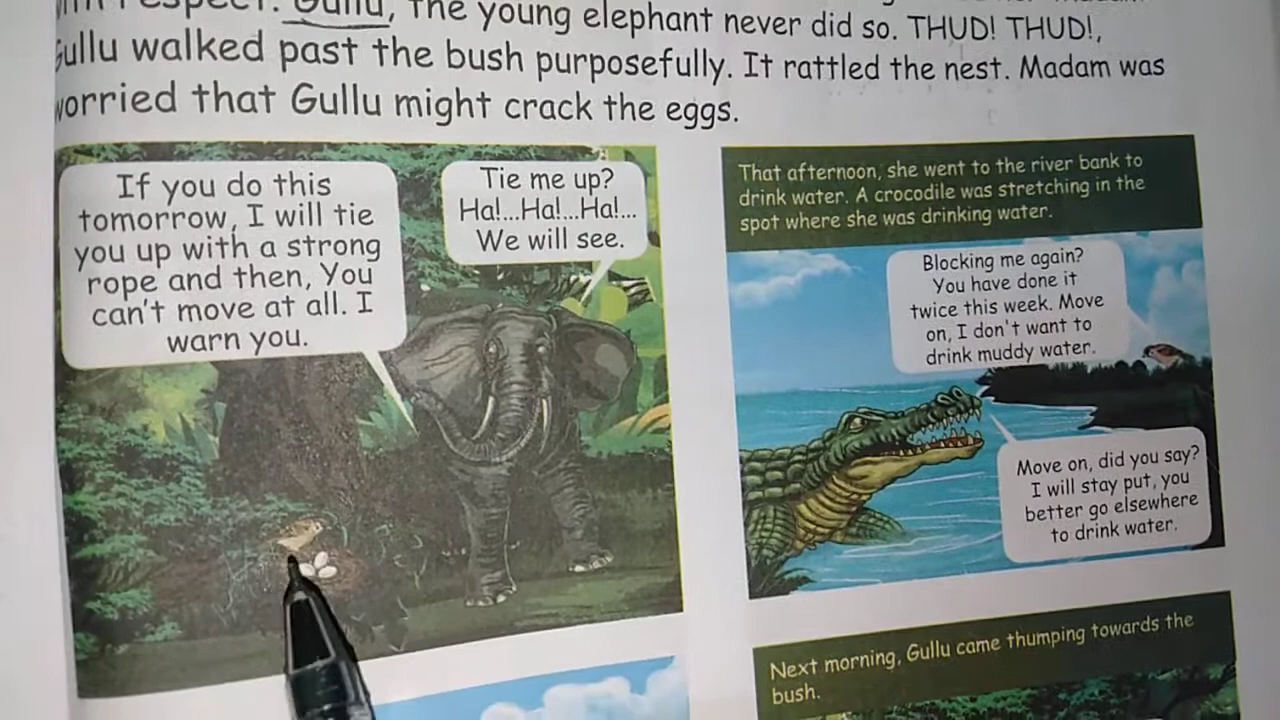 respect. Gullu, the young elephant never did so. THUD! THUD!,
Gullu walked past the bush purposefully. It rattled the nest. Madam was
worried that Gullu might crack the eggs.
If you do this
tomorrow, I will tie
you up with a strong
rope and then, You
can't move at all. I
warn you.
Tie me up?
Ha!...Ha!...Ha!...
We will see.
That afternoon, she went to the river bank to
drink water. A crocodile was stretching in the
spot where she was drinking water.
Blocking me again?
You have done it
twice this week. Move
on, I don't want to
drink muddy water.
Move on, did you say?
I will stay put, you
better go elsewhere
to drink water.
Next morning, Gullu came thumping towards the
bush.